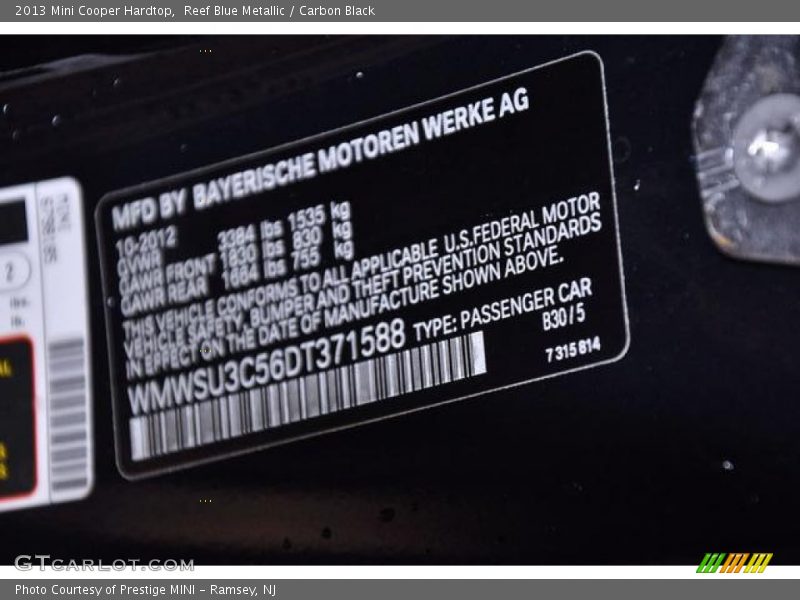 2013 Mini Cooper Hardtop,  Reef Blue Metallic / Carbon Black
MFD BY BAYERISCHE MOTOREN WERKE AG
10-2012
GVWR 3384 lbs 1535 kg
GAWR FRONT 1830 lbs 830 kg
GAWR REAR 1664 lbs 755 kg
THIS VEHICLE CONFORMS TO ALL APPLICABLE U.S.FEDERAL MOTOR
VEHICLE SAFETY, BUMPER AND THEFT PREVENTION STANDARDS
IN EFFECT ON THE DATE OF MANUFACTURE SHOWN ABOVE.
WMWSU3C56DT371588 TYPE: PASSENGER CAR
B30 / 5
7 315 814
2
GTCARLOT.COM
Photo Courtesy of Prestige MINI – Ramsey, NJ